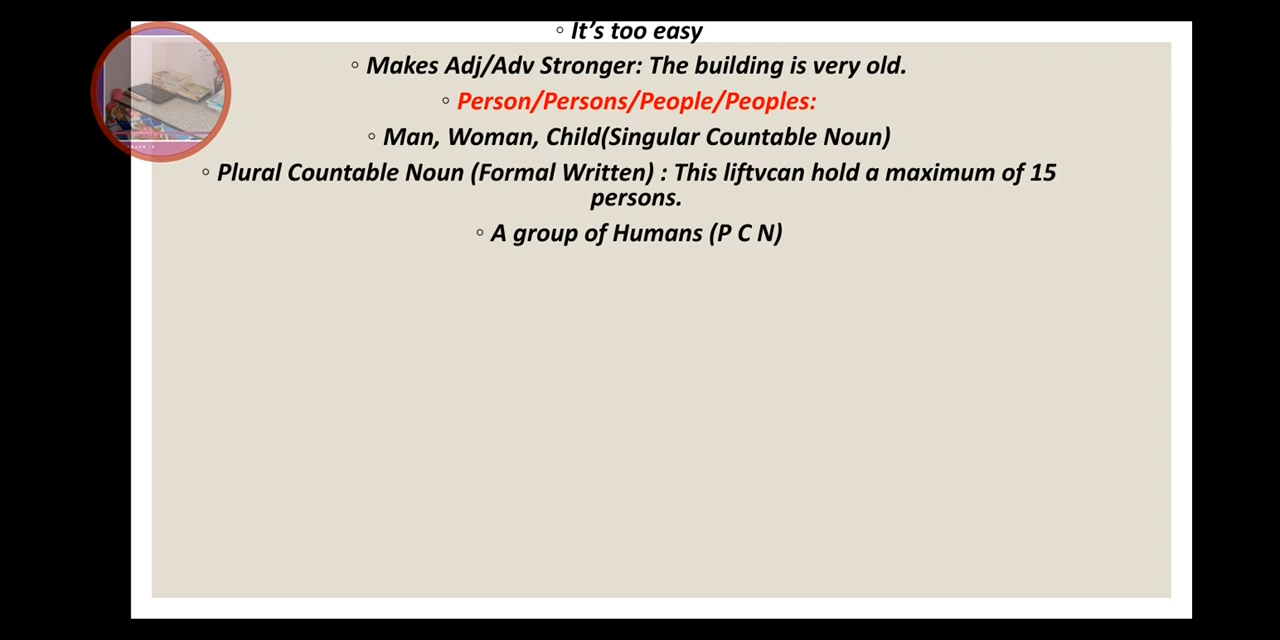 ◦ It's too easy
◦ Makes Adj/Adv Stronger: The building is very old.
◦ Person/Persons/People/Peoples:
◦ Man, Woman, Child(Singular Countable Noun)
◦ Plural Countable Noun (Formal Written) : This liftvcan hold a maximum of 15
persons.
◦ A group of Humans (P C N)